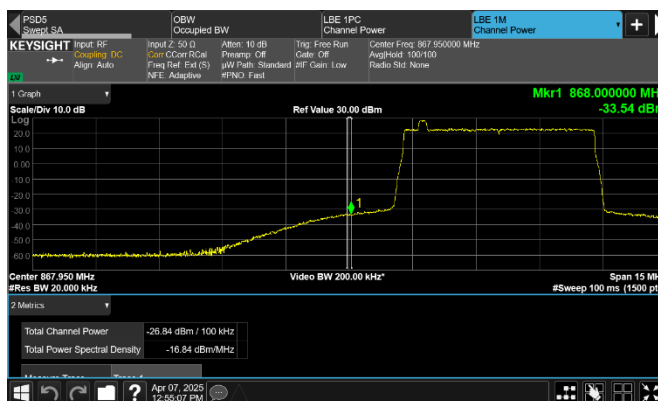 PSD5
Swept SA
OBW
Occupied BW
LBE 1PC
Channel Power
LBE 1M
Channel Power
KEYSIGHT
Input: RF
Coupling: DC
Align: Auto
Input Z: 50 Ω
Corr CCorr RCal
Freq Ref: Ext (S)
NFE: Adaptive
Atten: 10 dB
Preamp: Off
µW Path: Standard
#PNO: Fast
Trig: Free Run
Gate: Off
#IF Gain: Low
Center Freq: 867.950000 MHz
Avg|Hold: 100/100
Radio Std: None
1 Graph
Scale/Div 10.0 dB
Ref Value 30.00 dBm
Mkr1 868.000000 MH
-33.54 dB
Log
20.0
10.0
0.00
-10.0
-20.0
-30.0
-40.0
-50.0
-60.0
1
Center 867.950 MHz
#Res BW 20.000 kHz
Video BW 200.00 kHz*
Span 15 MH
#Sweep 100 ms (1500 pt
2 Metrics
Total Channel Power
-26.84 dBm / 100 kHz
Total Power Spectral Density
-16.84 dBm/MHz
Apr 07, 2025
12:55:07 PM